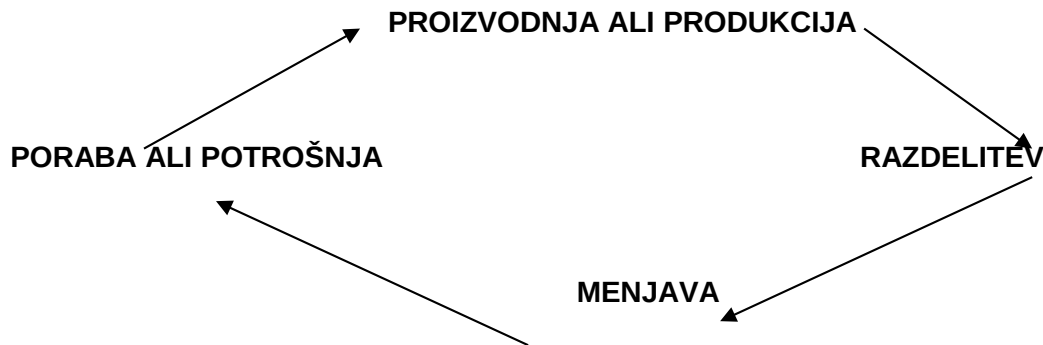 PROIZVODNJA ALI PRODUKCIJA
PORABA ALI POTROŠNJA
RAZDELITEV
MENJAVA